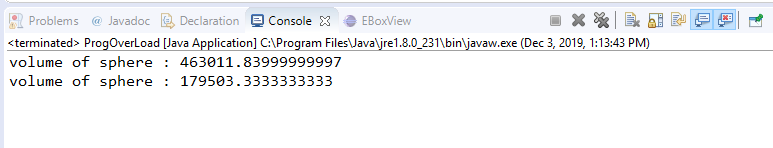 Problems @ Javadoc Declaration Console EBoxView
<terminated> ProgOverLoad [Java Application] C:\Program Files\Java\jre1.8.0_231\bin\javaw.exe (Dec 3, 2019, 1:13:43 PM)
volume of sphere : 463011.83999999997
volume of sphere : 179503.3333333333